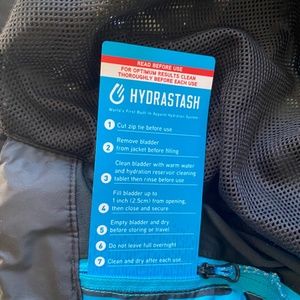 READ BEFORE USE
FOR OPTIMUM RESULTS CLEAN
THOROUGHLY BEFORE EACH USE
HYDRASTASH
World's First Built-in Apparel Hydration System
1 Cut zip tie before use
2 Remove bladder
from jacket before filling
3 Clean bladder with warm water
and hydration reservoir cleaning
tablet then rinse before use
4 Fill bladder up to
1 inch (2.5cm) from opening,
then close and secure
5 Empty bladder and dry
before storing or travel
6 Do not leave full overnight
7 Clean and dry after each use.